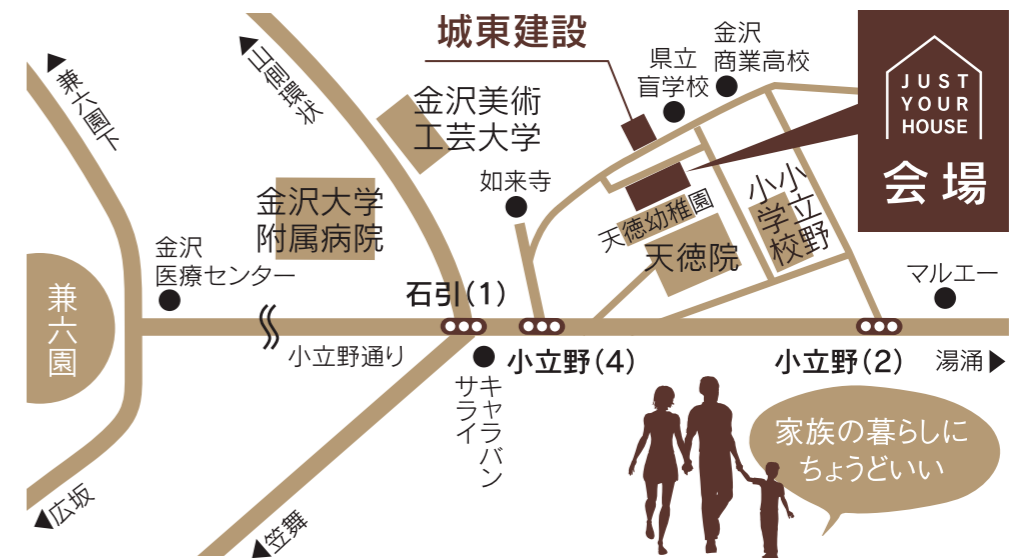 城東建設
県立
盲学校
金沢
商業高校
JUST
YOUR
HOUSE
会場
兼六園下
山側環状
金沢美術
工芸大学
如来寺
金沢大学
附属病院
天徳幼稚園
天徳院
小立野
小学校
金沢
医療センター
兼六園
石引(1)
小立野通り
小立野(4)
小立野(2)
マルエー
湯涌▶
キャラバン
サライ
家族の暮らしに
ちょうどいい
◀広坂
◀笠舞